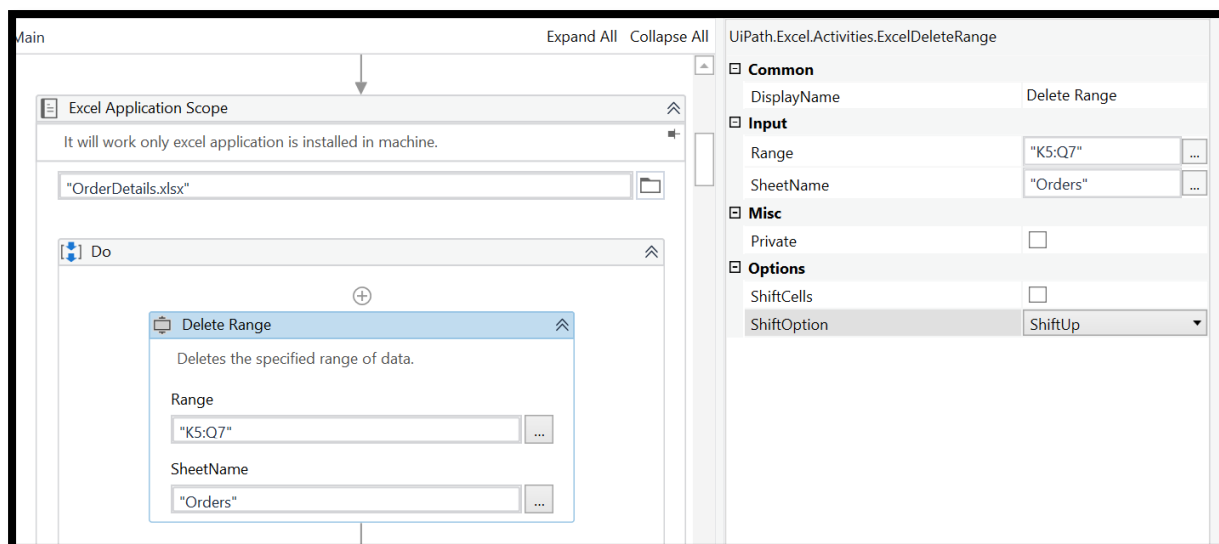 Main
Expand All Collapse All
Excel Application Scope
It will work only excel application is installed in machine.
"OrderDetails.xlsx"
Do
Delete Range
Deletes the specified range of data.
Range
"K5:Q7"
...
SheetName
"Orders"
...
UiPath.Excel.Activities.ExcelDeleteRange
Common
DisplayName Delete Range
Input
Range "K5:Q7" ...
SheetName "Orders" ...
Misc
Private
Options
ShiftCells
ShiftOption ShiftUp